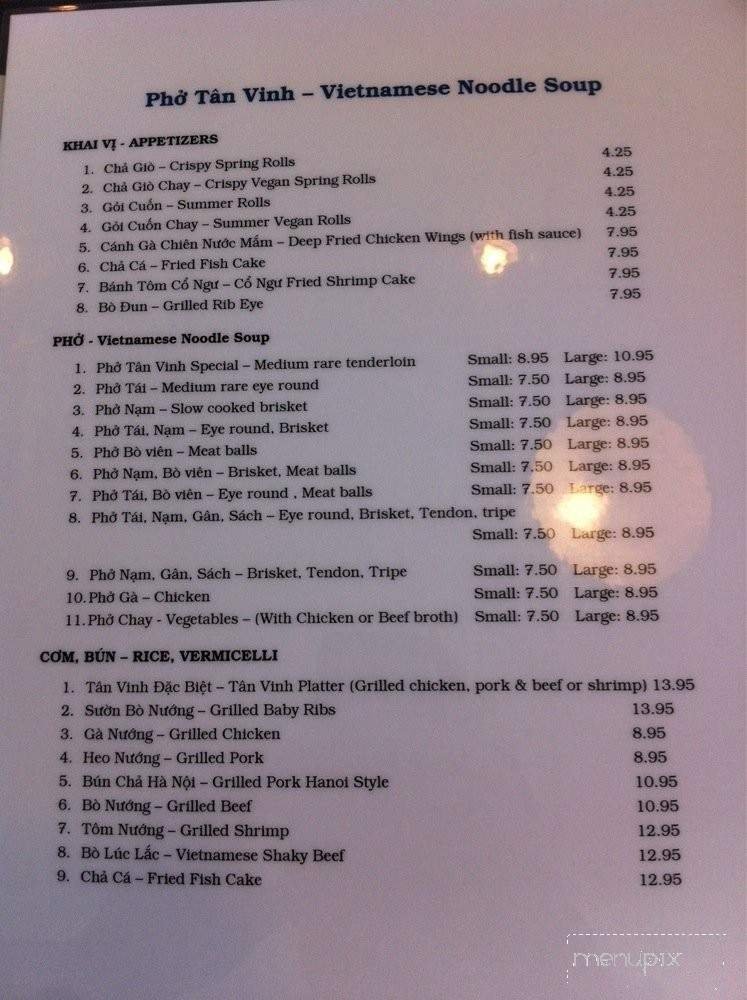 Phở Tân Vinh – Vietnamese Noodle Soup
KHAI VỊ - APPETIZERS
1. Chả Giò – Crispy Spring Rolls 4.25
2. Chả Giò Chay – Crispy Vegan Spring Rolls 4.25
3. Gỏi Cuốn – Summer Rolls 4.25
4. Gỏi Cuốn Chay – Summer Vegan Rolls 4.25
5. Cánh Gà Chiên Nước Mắm – Deep Fried Chicken Wings (with fish sauce) 7.95
6. Chả Cá – Fried Fish Cake 7.95
7. Bánh Tôm Cổ Ngư – Cổ Ngư Fried Shrimp Cake 7.95
8. Bò Đun – Grilled Rib Eye 7.95
PHỞ - Vietnamese Noodle Soup
1. Phở Tân Vinh Special – Medium rare tenderloin Small: 8.95 Large: 10.95
2. Phở Tái – Medium rare eye round Small: 7.50 Large: 8.95
3. Phở Nạm – Slow cooked brisket Small: 7.50 Large: 8.95
4. Phở Tái, Nạm – Eye round, Brisket Small: 7.50 Large: 8.95
5. Phở Bò viên – Meat balls Small: 7.50 Large: 8.95
6. Phở Nạm, Bò viên – Brisket, Meat balls Small: 7.50 Large: 8.95
7. Phở Tái, Bò viên – Eye round , Meat balls Small: 7.50 Large: 8.95
8. Phở Tái, Nạm, Gân, Sách – Eye round, Brisket, Tendon, tripe
Small: 7.50 Large: 8.95
9. Phở Nạm, Gân, Sách – Brisket, Tendon, Tripe Small: 7.50 Large: 8.95
10. Phở Gà – Chicken Small: 7.50 Large: 8.95
11. Phở Chay - Vegetables – (With Chicken or Beef broth) Small: 7.50 Large: 8.95
CƠM, BÚN – RICE, VERMICELLI
1. Tân Vinh Đặc Biệt – Tân Vinh Platter (Grilled chicken, pork & beef or shrimp) 13.95
2. Sườn Bò Nướng – Grilled Baby Ribs 13.95
3. Gà Nướng – Grilled Chicken 8.95
4. Heo Nướng – Grilled Pork 8.95
5. Bún Chả Hà Nội – Grilled Pork Hanoi Style 10.95
6. Bò Nướng – Grilled Beef 10.95
7. Tôm Nướng – Grilled Shrimp 12.95
8. Bò Lúc Lắc – Vietnamese Shaky Beef 12.95
9. Chả Cá – Fried Fish Cake 12.95
menupix